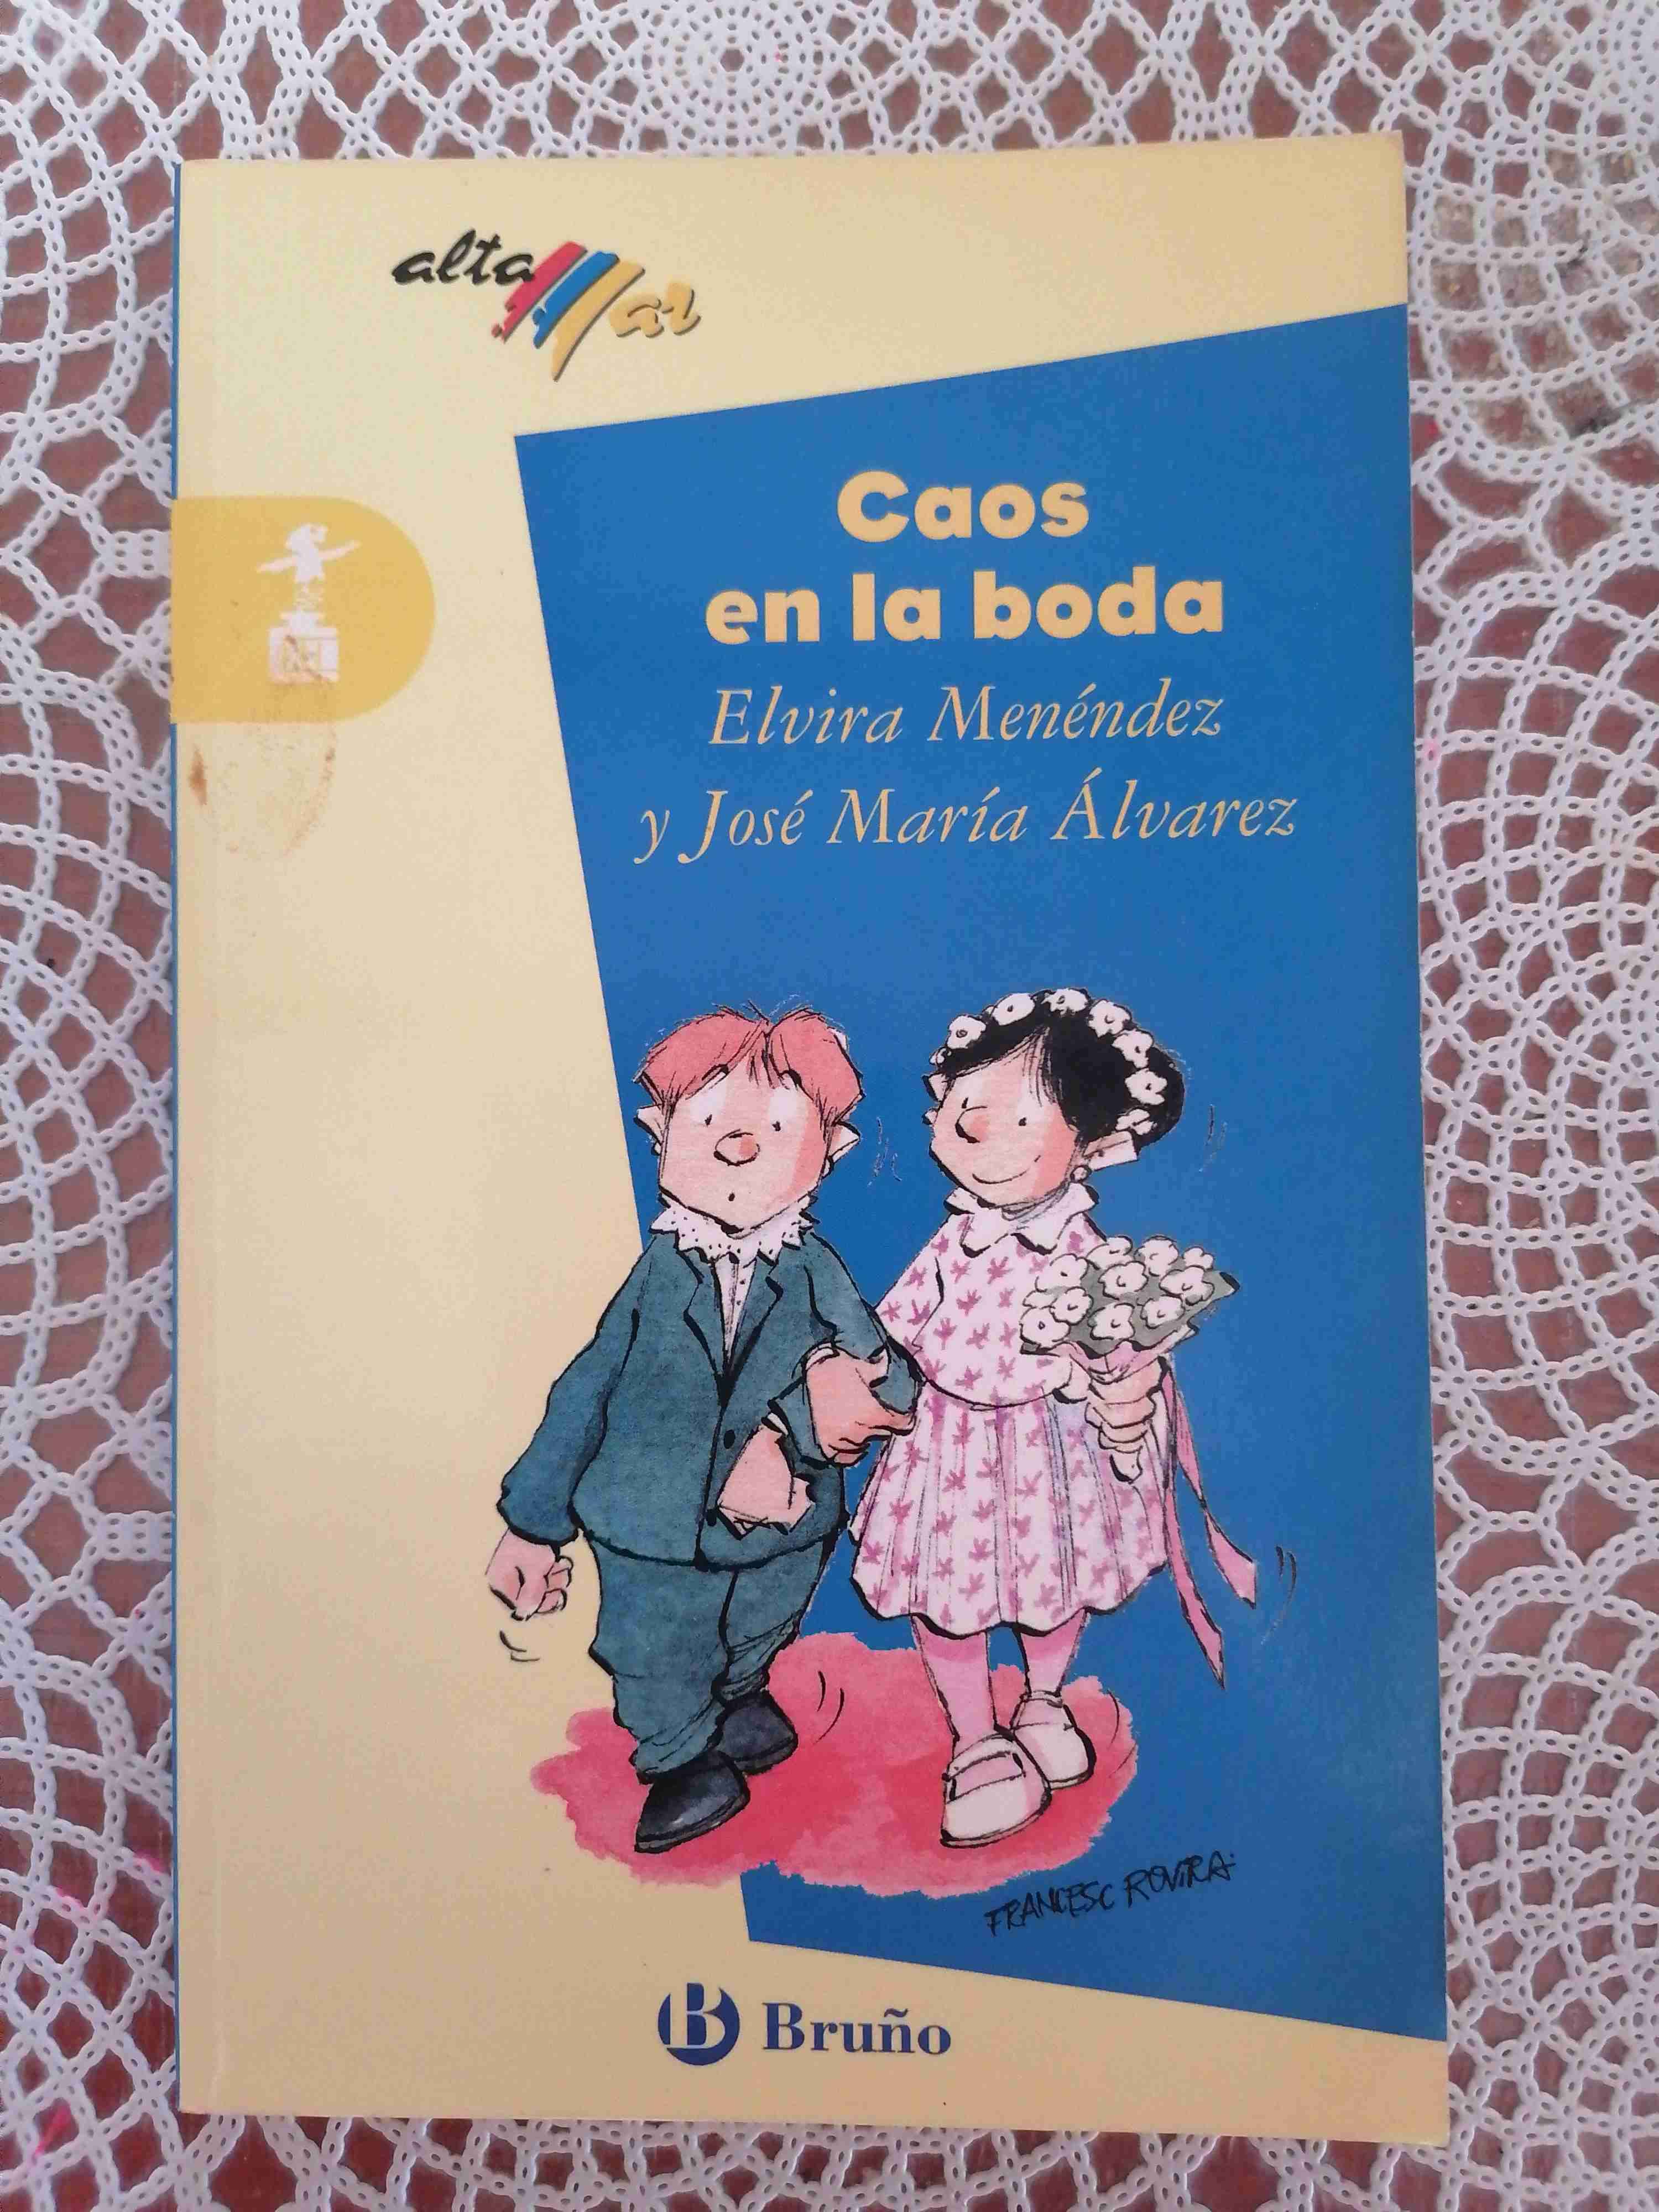 alta mar
Caos
en la boda
Elvira Menéndez
y José María Álvarez
FRANCESC ROVIRA
B Bruño